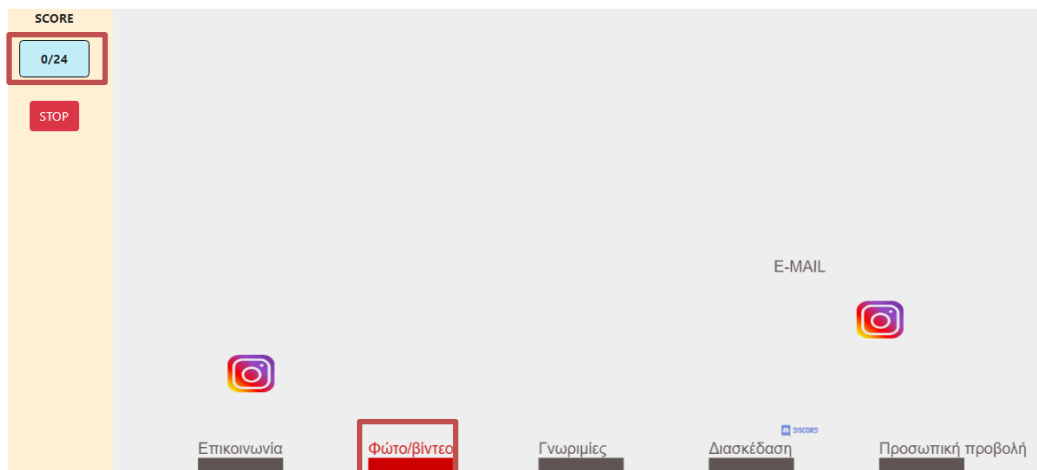 SCORE
0/24
STOP
E-MAIL
DISCORD
Επικοινωνία
Φώτο/βίντεο
Γνωριμίες
Διασκέδαση
Προσωπική προβολή